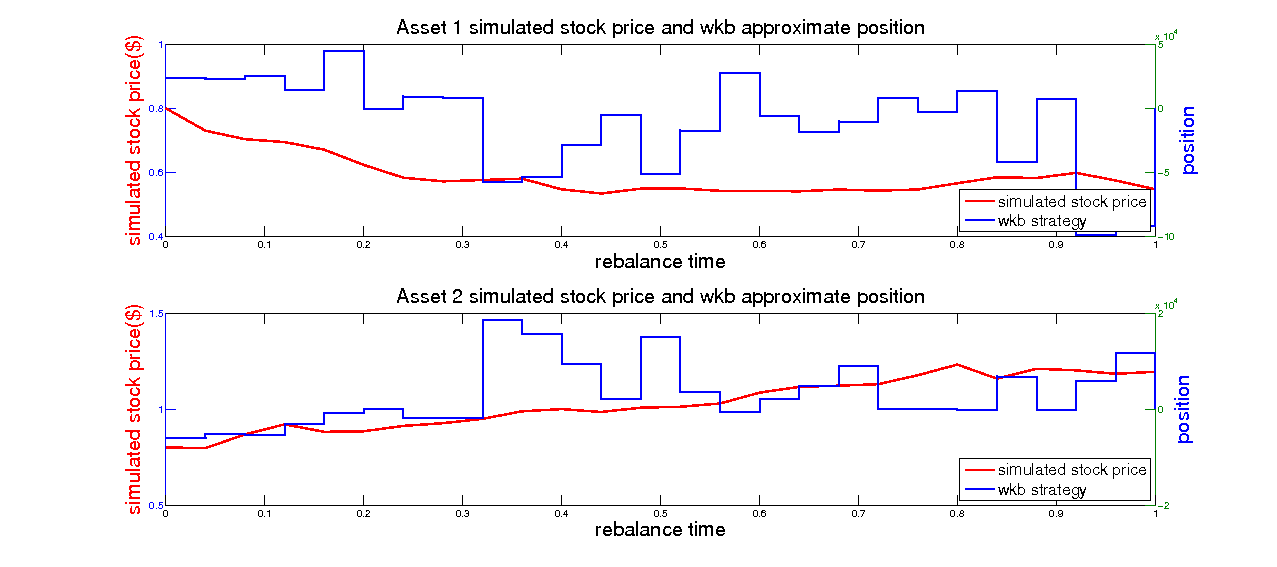 Asset 1 simulated stock price and wkb approximate position
x 10^4
simulated stock price($)
1
0.8
0.6
0.4
5
0
-5
-10
position
simulated stock price
wkb strategy
0 0.1 0.2 0.3 0.4 0.5 0.6 0.7 0.8 0.9 1
rebalance time
Asset 2 simulated stock price and wkb approximate position
x 10^4
simulated stock price($)
1.5
1
0.5
2
0
-2
position
simulated stock price
wkb strategy
0 0.1 0.2 0.3 0.4 0.5 0.6 0.7 0.8 0.9 1
rebalance time